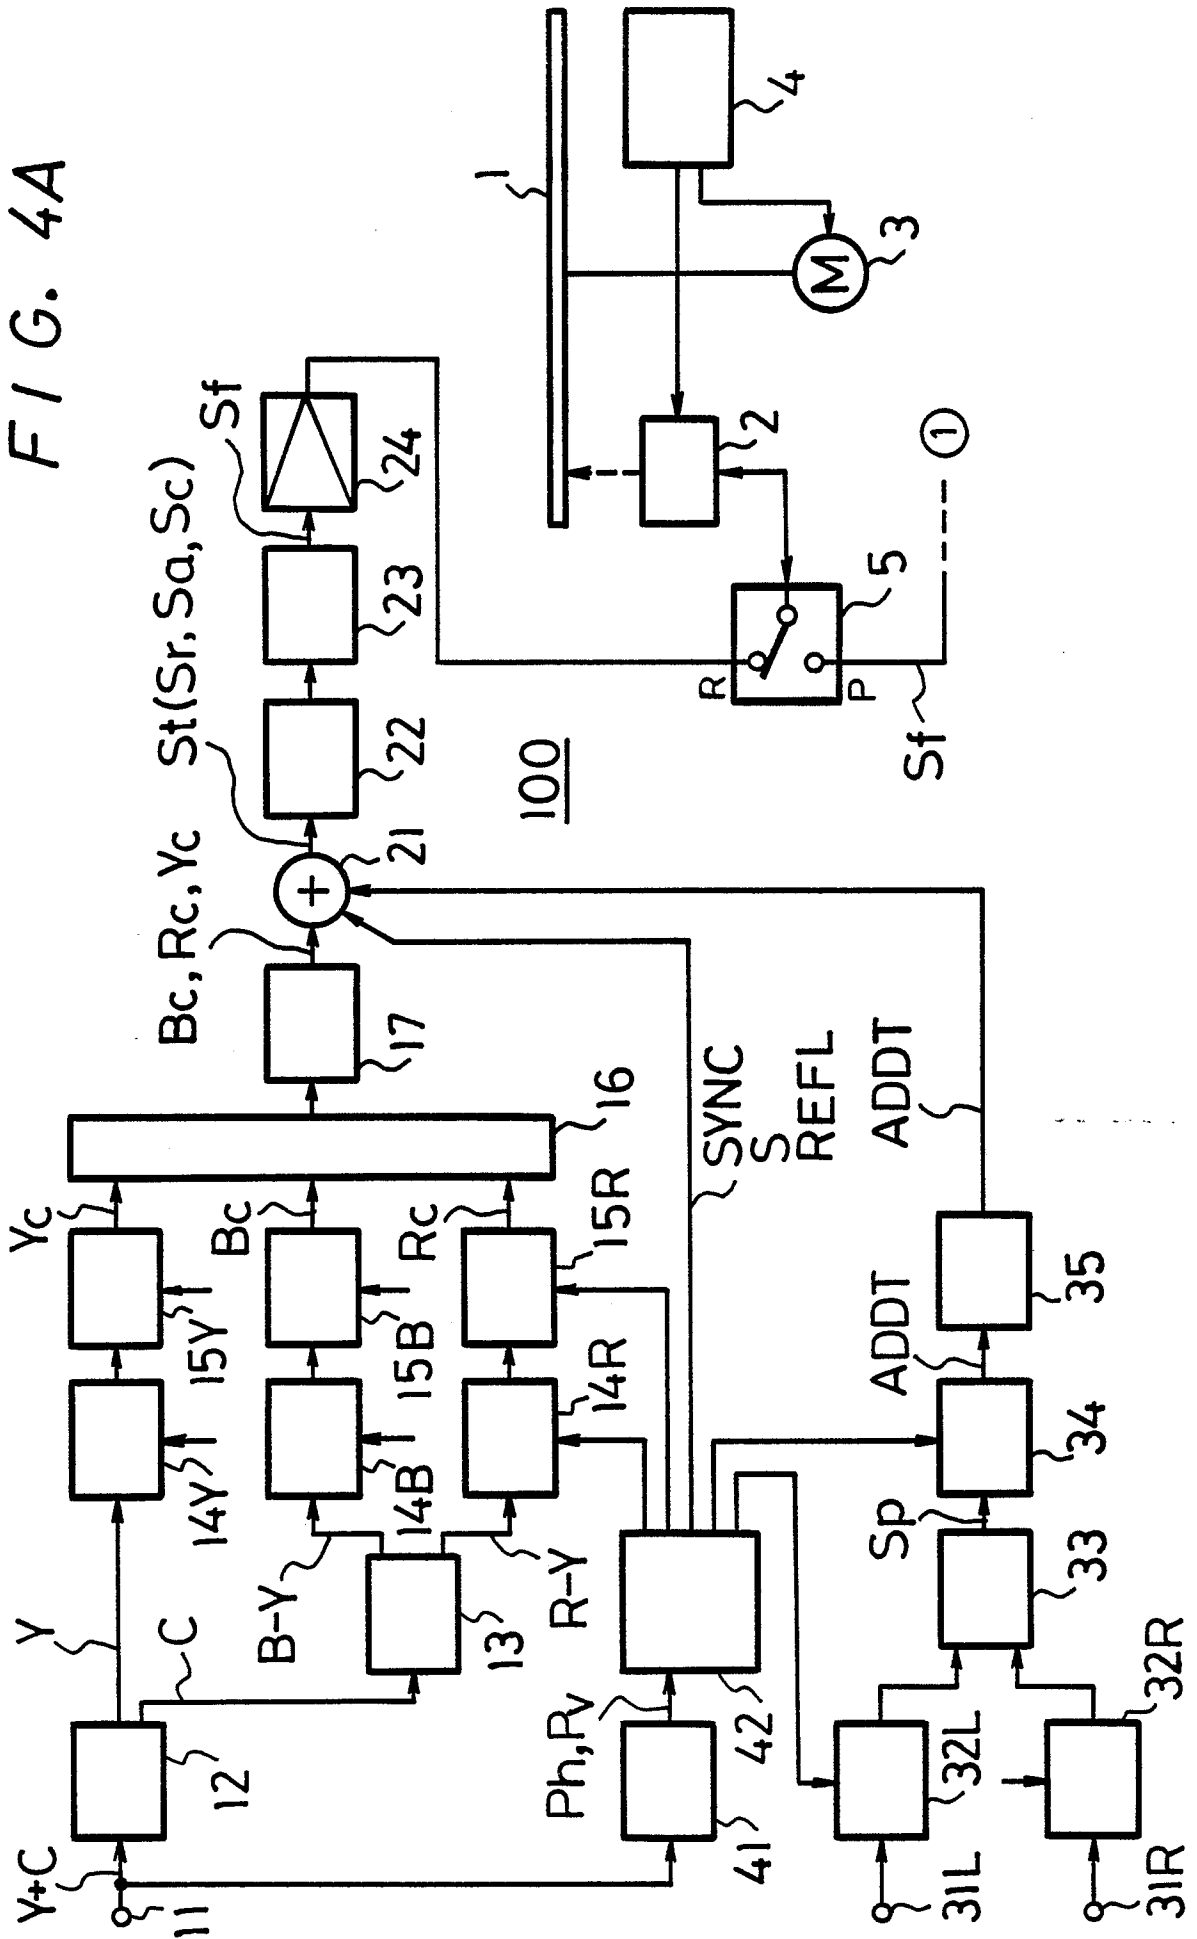 FIG. 4A
Y+C
11
12
Y
C
14Y
15Y
Yc
B-Y
13
R-Y
14B
15B
Bc
14R
15R
Rc
16
17
Bc, Rc, Yc
21
St(Sr, Sa, Sc)
22
23
Sf
24
Ph, Pv
41
42
SYNC
S
REFL
100
R
P
5
Sf
1
2
1
M
3
4
31L
32L
31R
32R
33
Sp
34
ADDT
35
ADDT